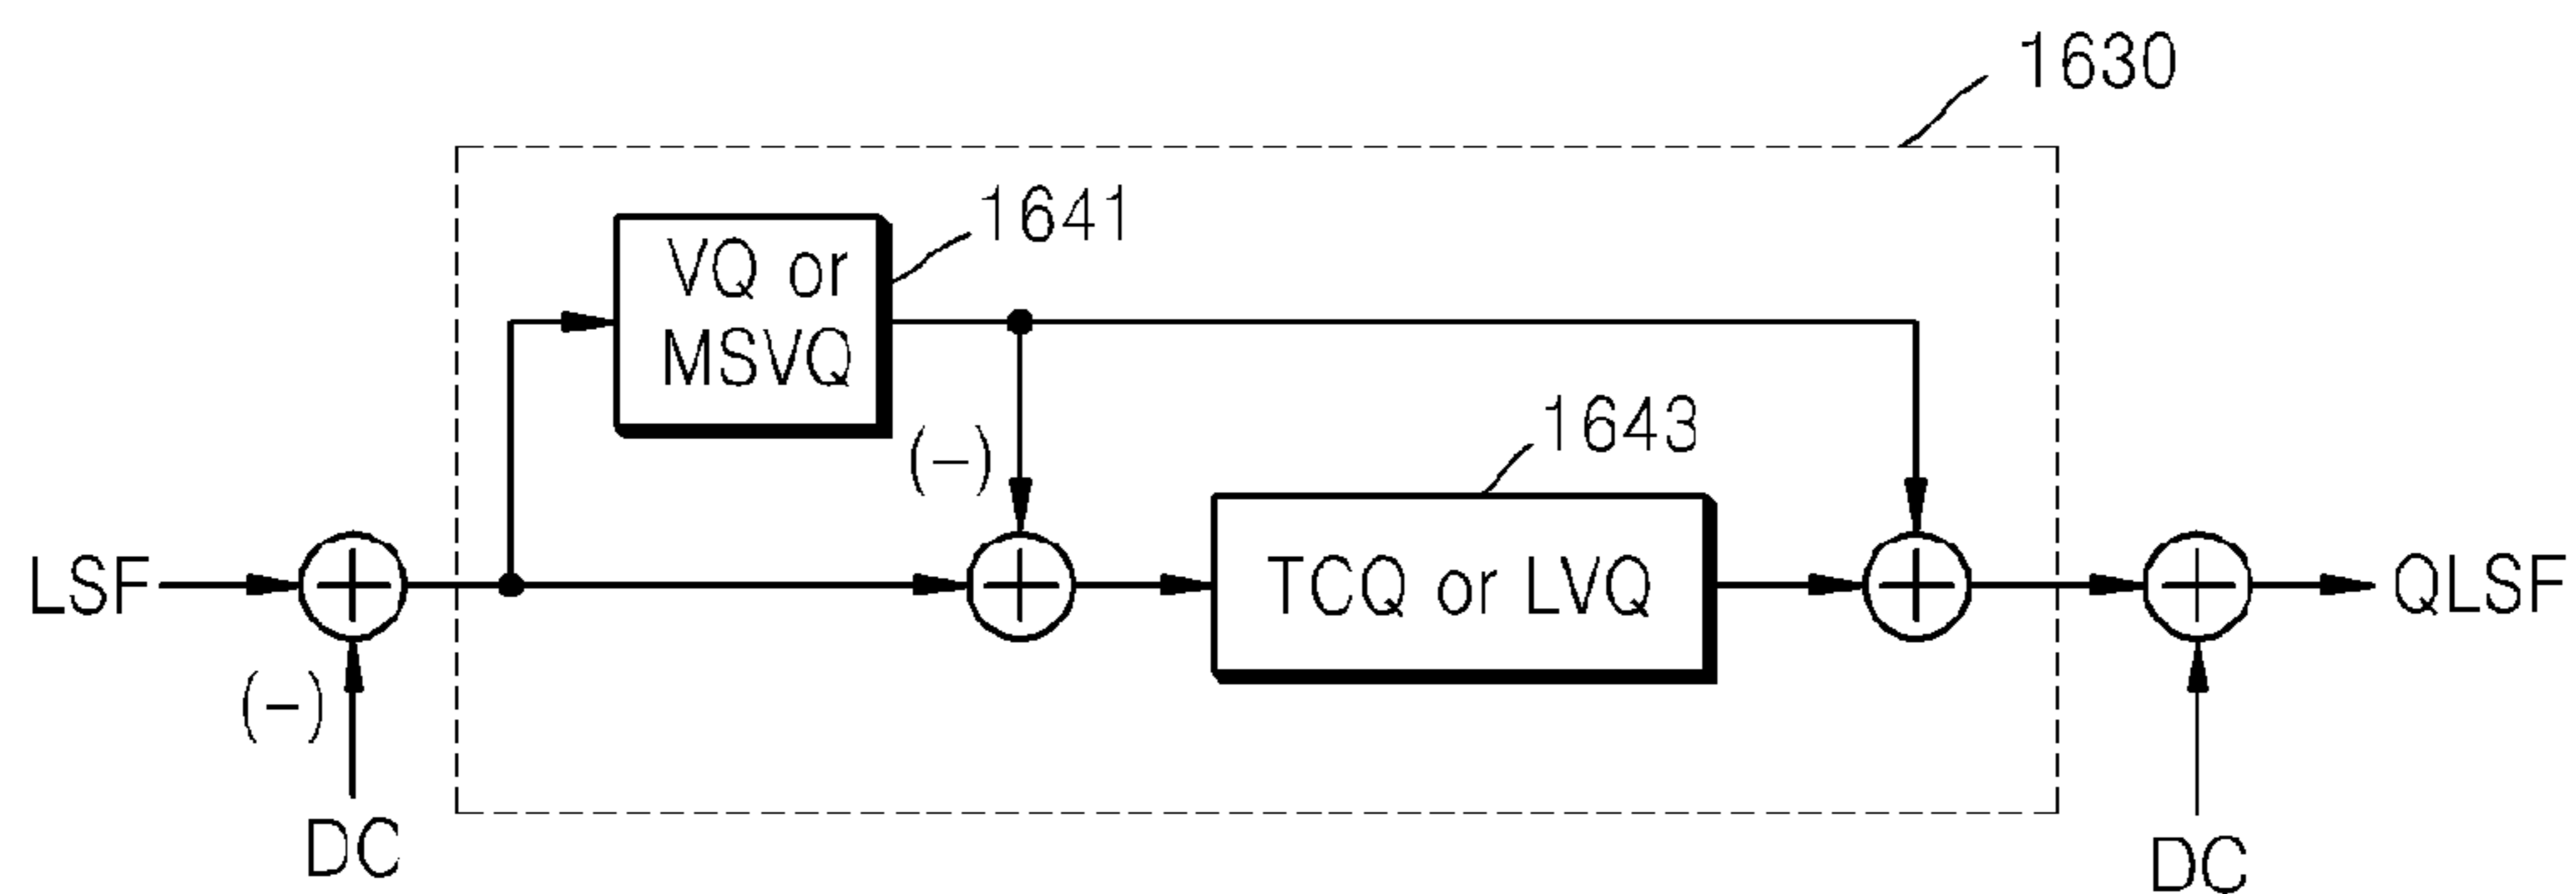 1630
1641
VQ or
MSVQ
(-)
1643
LSF
TCQ or LVQ
QLSF
(-)
DC
DC